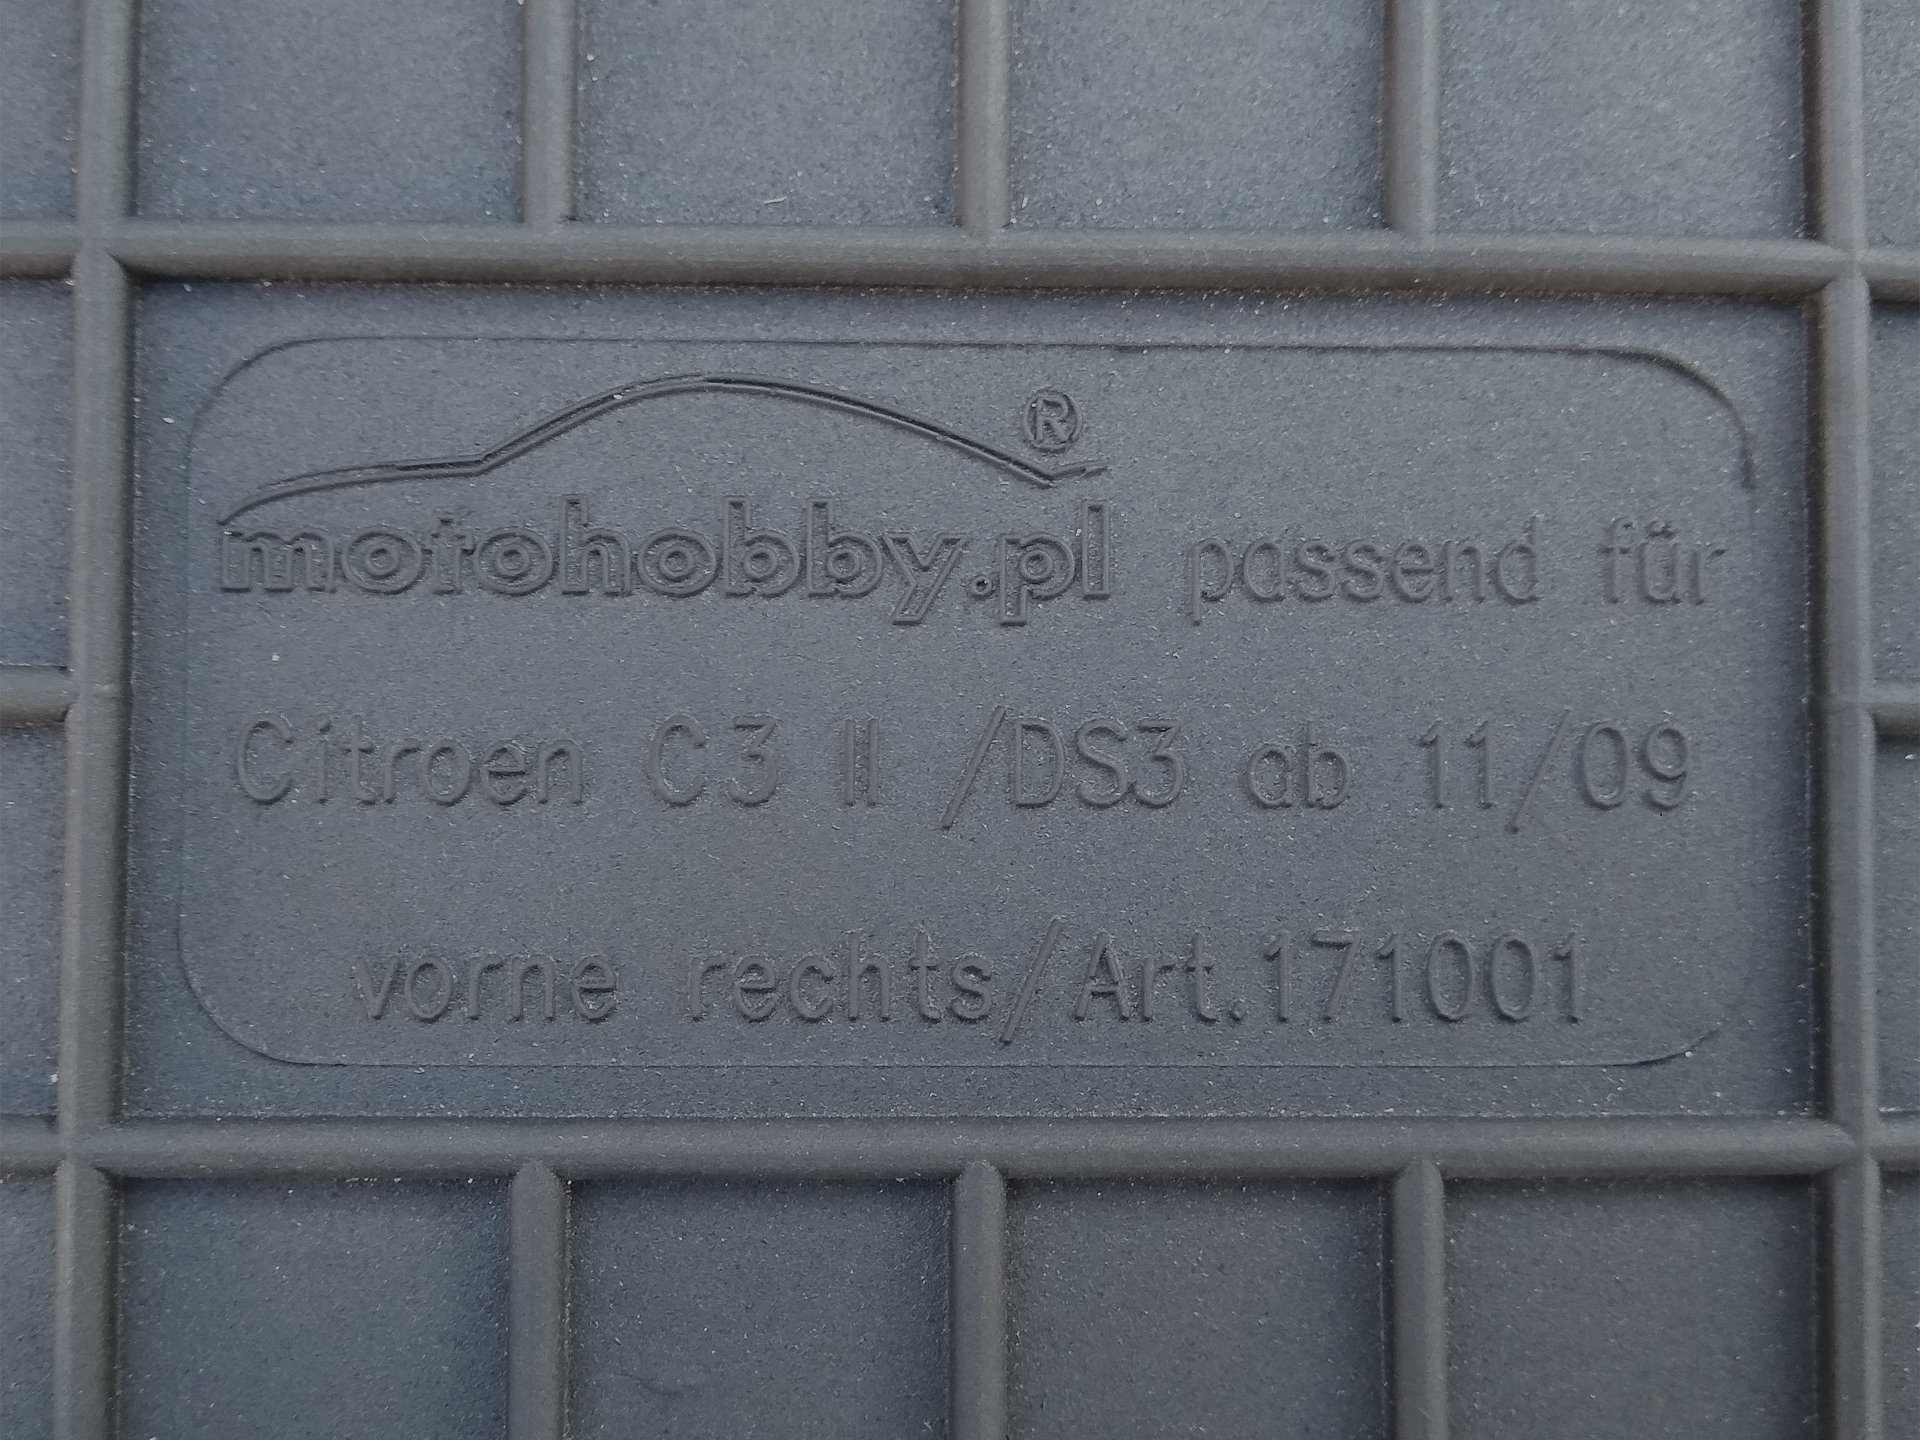 motohobby.pl® passend für
Citroen C3 II /DS3 ab 11/09
vorne rechts/Art.171001